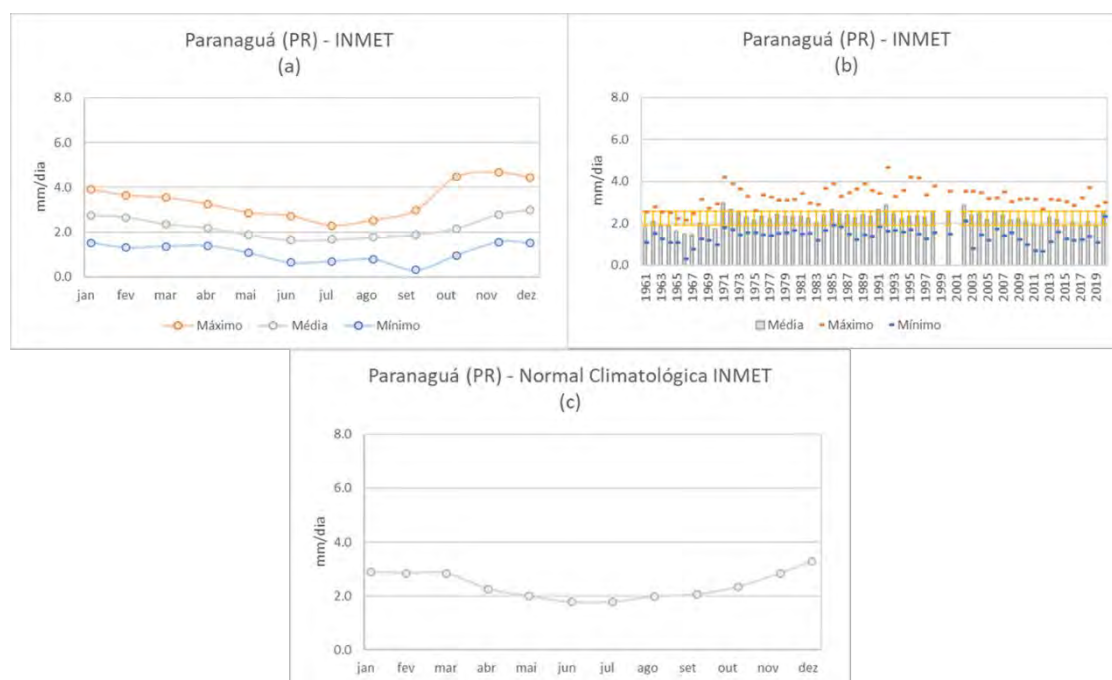 Paranaguá (PR) - INMET
(a)
mm/dia
8.0
6.0
4.0
2.0
0.0
jan fev mar abr mai jun jul ago set out nov dez
Máximo Média Mínimo
Paranaguá (PR) - INMET
(b)
mm/dia
8.0
6.0
4.0
2.0
0.0
1961 1963 1965 1967 1969 1971 1973 1975 1977 1979 1981 1983 1985 1987 1989 1991 1993 1995 1997 1999 2001 2003 2005 2007 2009 2011 2013 2015 2017 2019
Média Máximo Mínimo
Paranaguá (PR) - Normal Climatológica INMET
(c)
mm/dia
8.0
6.0
4.0
2.0
0.0
jan fev mar abr mai jun jul ago set out nov dez